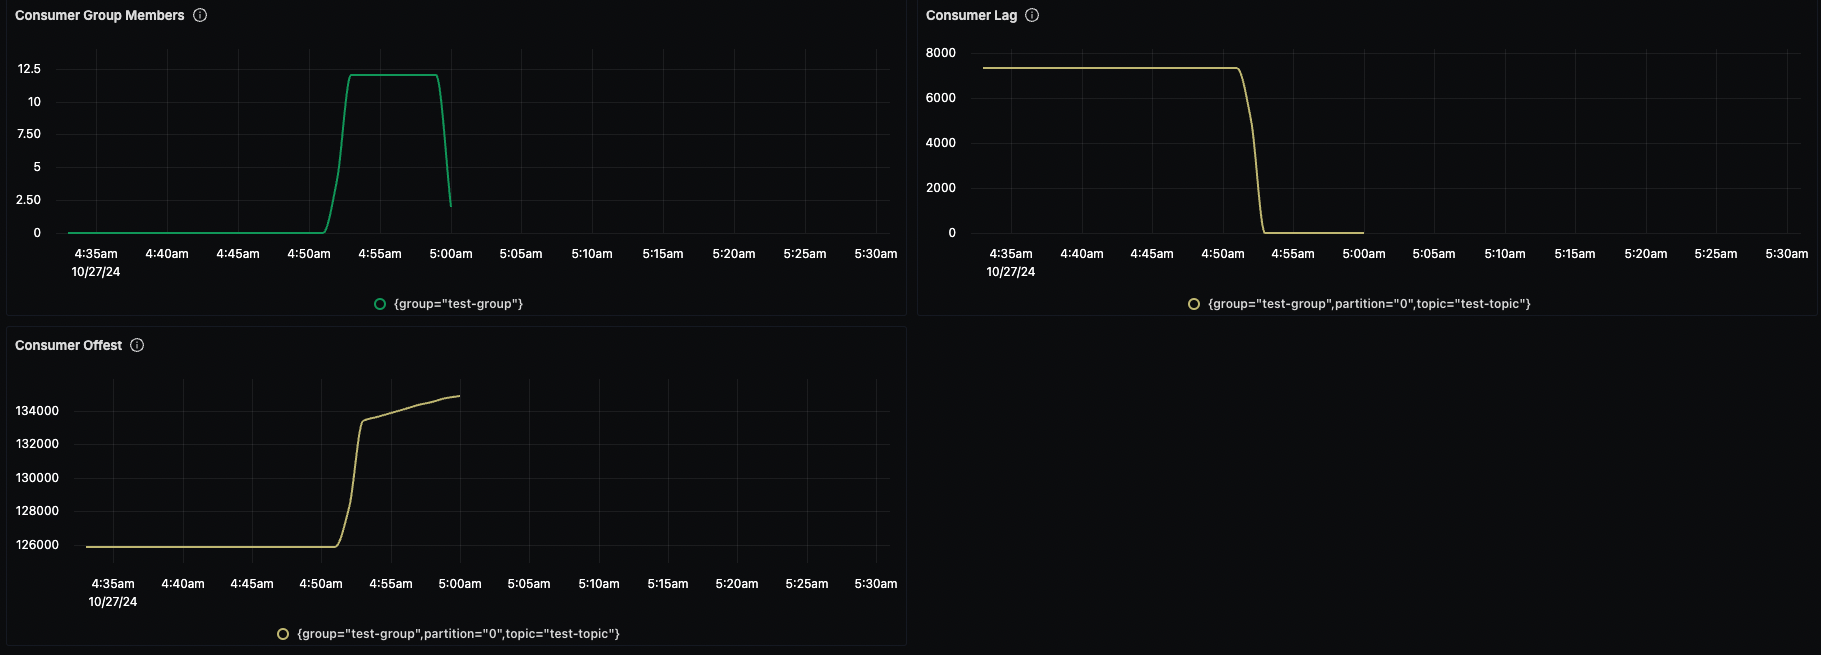 Consumer Group Members
12.5
10
7.50
5
2.50
0
4:35am 4:40am 4:45am 4:50am 4:55am 5:00am 5:05am 5:10am 5:15am 5:20am 5:25am 5:30am
10/27/24
{group="test-group"}
Consumer Lag
8000
6000
4000
2000
0
4:35am 4:40am 4:45am 4:50am 4:55am 5:00am 5:05am 5:10am 5:15am 5:20am 5:25am 5:30am
10/27/24
{group="test-group",partition="0",topic="test-topic"}
Consumer Offest
134000
132000
130000
128000
126000
4:35am 4:40am 4:45am 4:50am 4:55am 5:00am 5:05am 5:10am 5:15am 5:20am 5:25am 5:30am
10/27/24
{group="test-group",partition="0",topic="test-topic"}